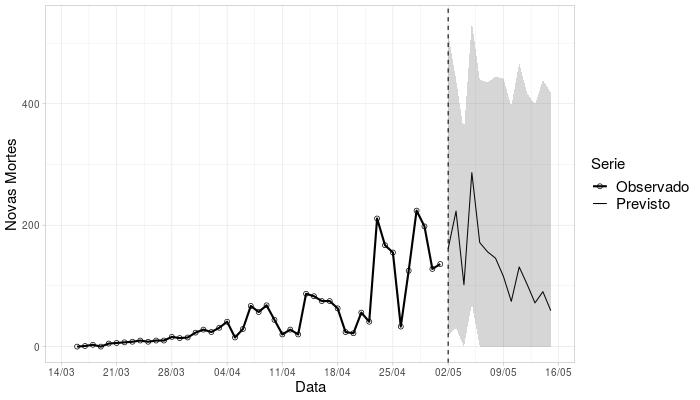 Novas Mortes
400
200
0
14/03 21/03 28/03 04/04 11/04 18/04 25/04 02/05 09/05 16/05
Data
Serie
Observado
Previsto